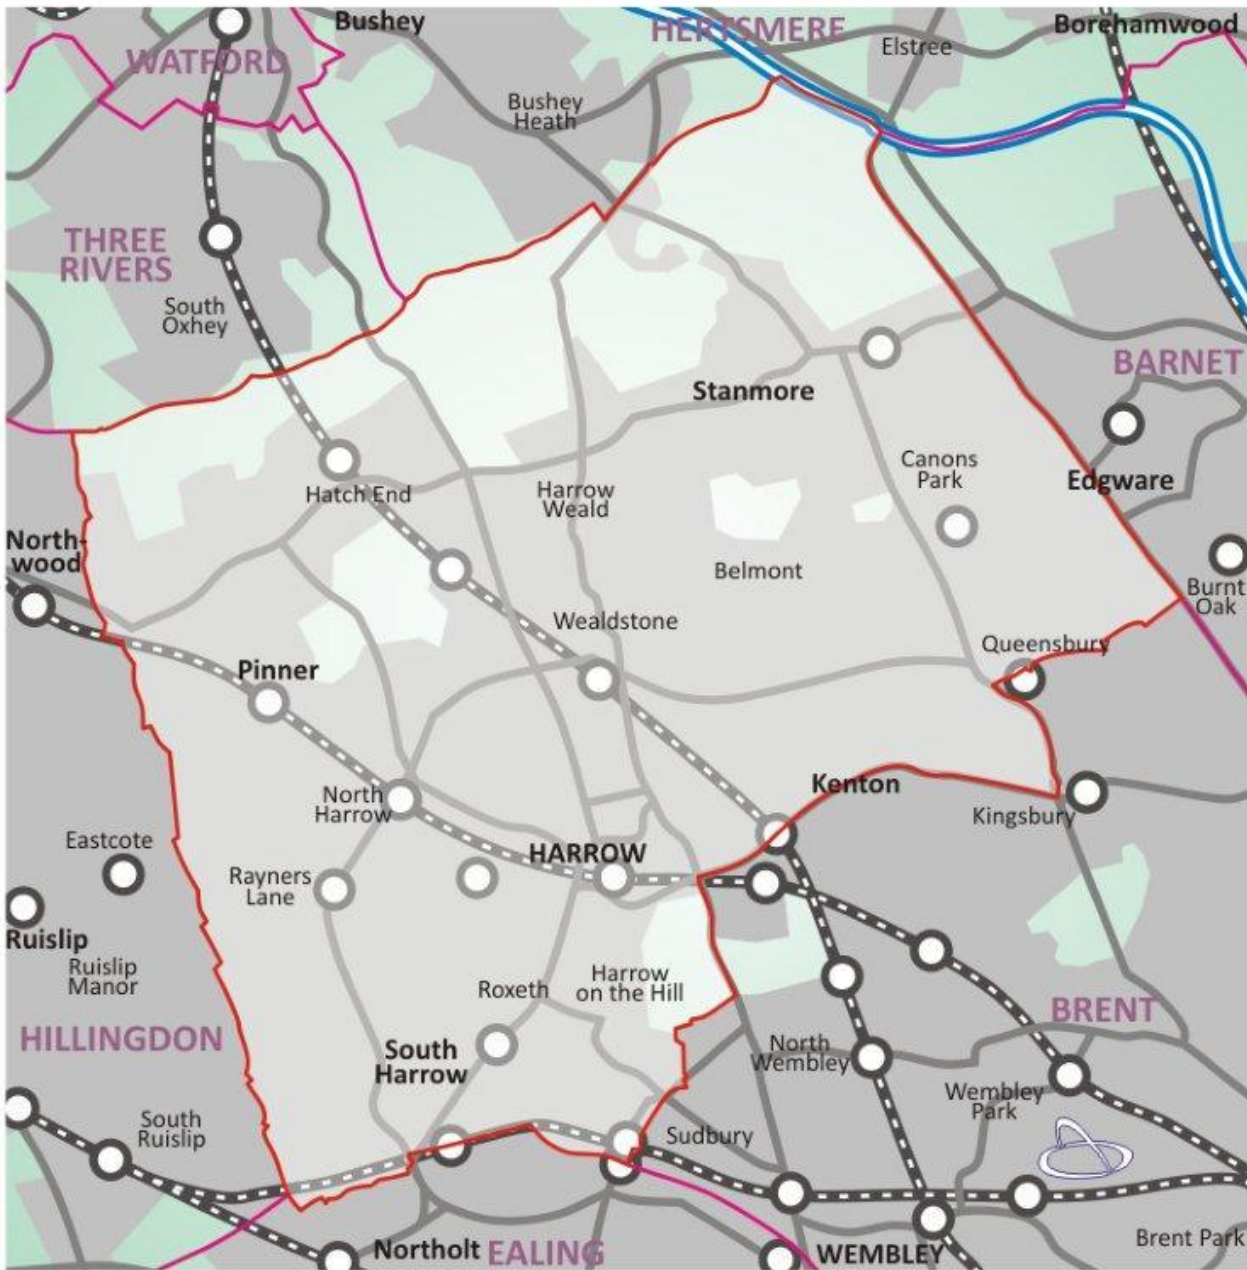 Bushey
HERTSMERE
Borehamwood
WATFORD
Elstree
Bushey
Heath
THREE
RIVERS
South
Oxhey
BARNET
Stanmore
Canons
Park
Edgware
Hatch End
Harrow
Weald
North-
wood
Belmont
Burnt
Oak
Wealdstone
Queensbury
Pinner
Kenton
North
Harrow
Kingsbury
Eastcote
HARROW
Rayners
Lane
Ruislip
Ruislip
Manor
Roxeth
Harrow
on the Hill
BRENT
HILLINGDON
South
Harrow
North
Wembley
Wembley
Park
South
Ruislip
Sudbury
Brent Park
Northolt
EALING
WEMBLEY